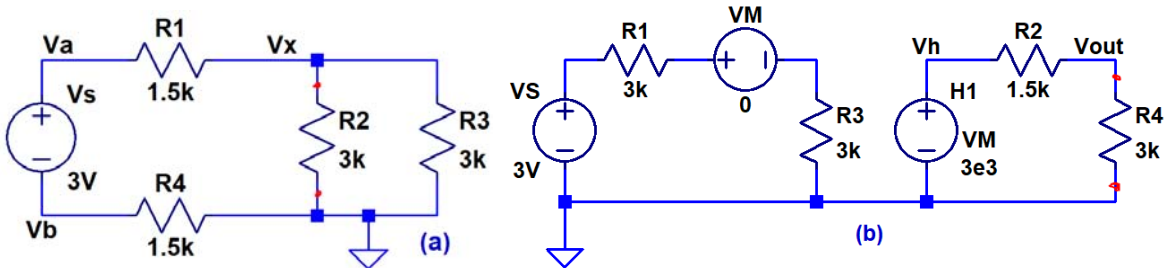 Va
R1
Vx
1.5k
Vs
R2
R3
3k
3k
3V
R4
Vb
1.5k
(a)
R1
VM
3k
0
VS
3V
R3
3k
Vh
R2
Vout
1.5k
H1
VM
3e3
R4
3k
(b)